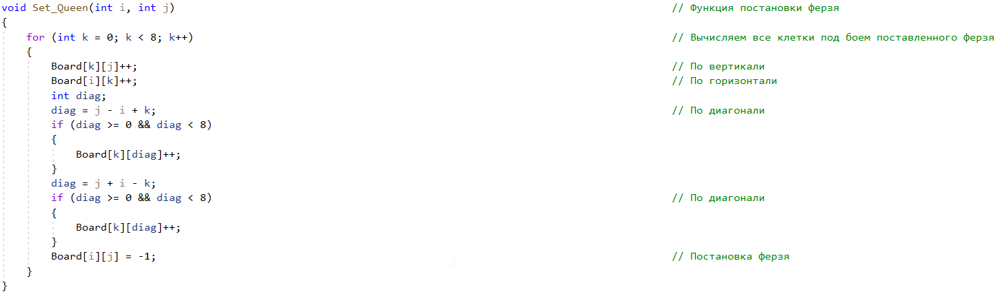 void Set_Queen(int i, int j) // Функция постановки ферзя
{
for (int k = 0; k < 8; k++) // Вычисляем все клетки под боем поставленного ферзя
{
Board[k][j]++; // По вертикали
Board[i][k]++; // По горизонтали
int diag;
diag = j - i + k; // По диагонали
if (diag >= 0 && diag < 8)
{
Board[k][diag]++;
}
diag = j + i - k;
if (diag >= 0 && diag < 8) // По диагонали
{
Board[k][diag]++;
}
Board[i][j] = -1; // Постановка ферзя
}
}